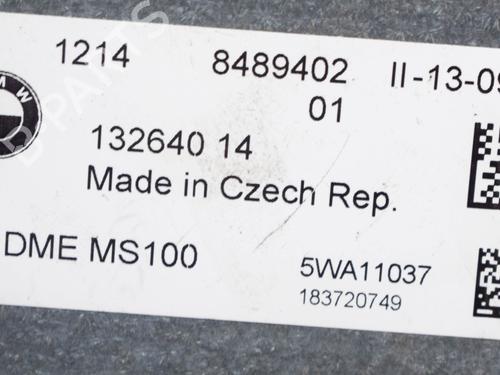 1214 8489402 II-13-09
01
132640 14
Made in Czech Rep.
DME MS100
5WA11037
183720749